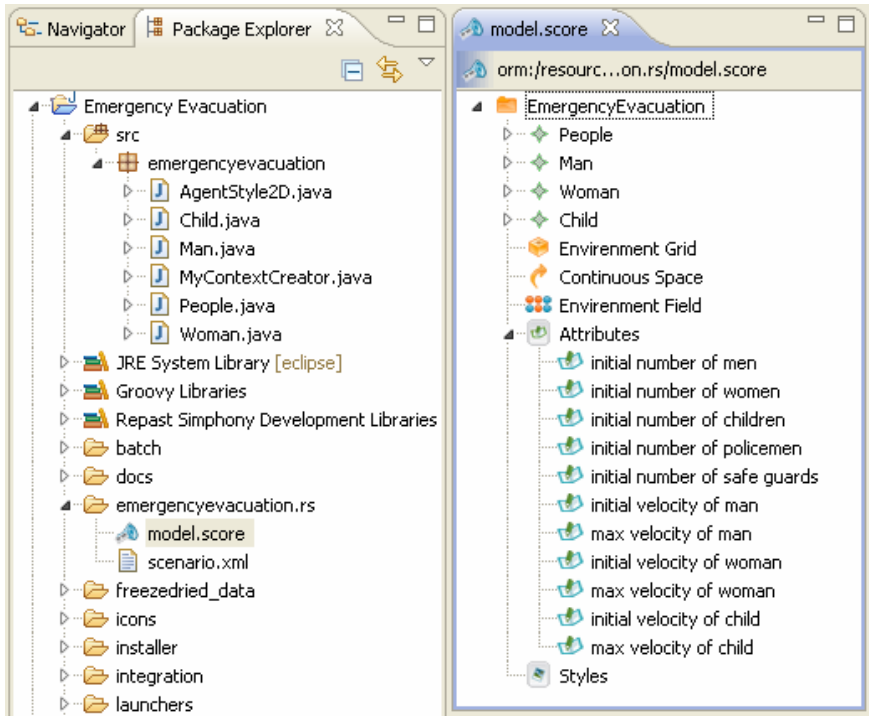 Navigator Package Explorer
Emergency Evacuation
src
emergencyevacuation
AgentStyle2D.java
Child.java
Man.java
MyContextCreator.java
People.java
Woman.java
JRE System Library [eclipse]
Groovy Libraries
Repast Simphony Development Libraries
batch
docs
emergencyevacuation.rs
model.score
scenario.xml
freezedried_data
icons
installer
integration
launchers
model.score
orm:/resourc...on.rs/model.score
EmergencyEvacuation
People
Man
Woman
Child
Envirenment Grid
Continuous Space
Envirenment Field
Attributes
initial number of men
initial number of women
initial number of children
initial number of policemen
initial number of safe guards
initial velocity of man
max velocity of man
initial velocity of woman
max velocity of woman
initial velocity of child
max velocity of child
Styles